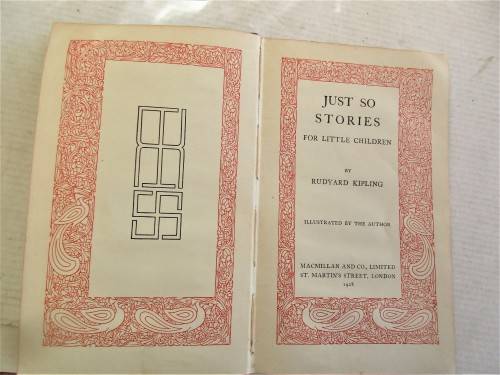 JUST SO
STORIES
FOR LITTLE CHILDREN
BY
RUDYARD KIPLING
ILLUSTRATED BY THE AUTHOR
MACMILLAN AND CO., LIMITED
ST. MARTIN'S STREET, LONDON
1928